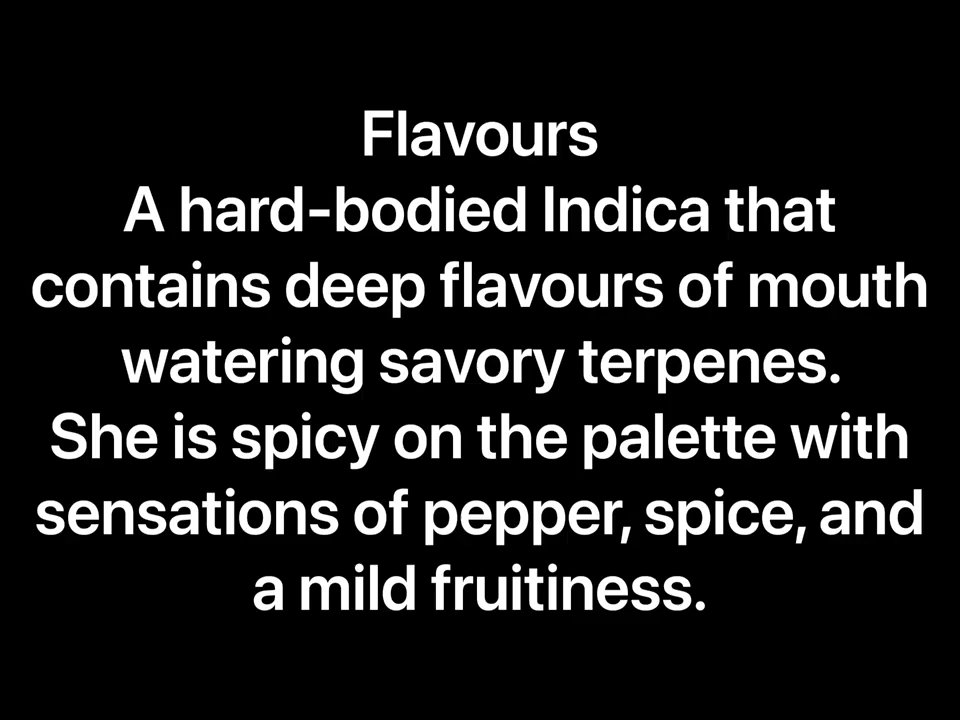 Flavours
A hard-bodied Indica that
contains deep flavours of mouth
watering savory terpenes.
She is spicy on the palette with
sensations of pepper, spice, and
a mild fruitiness.